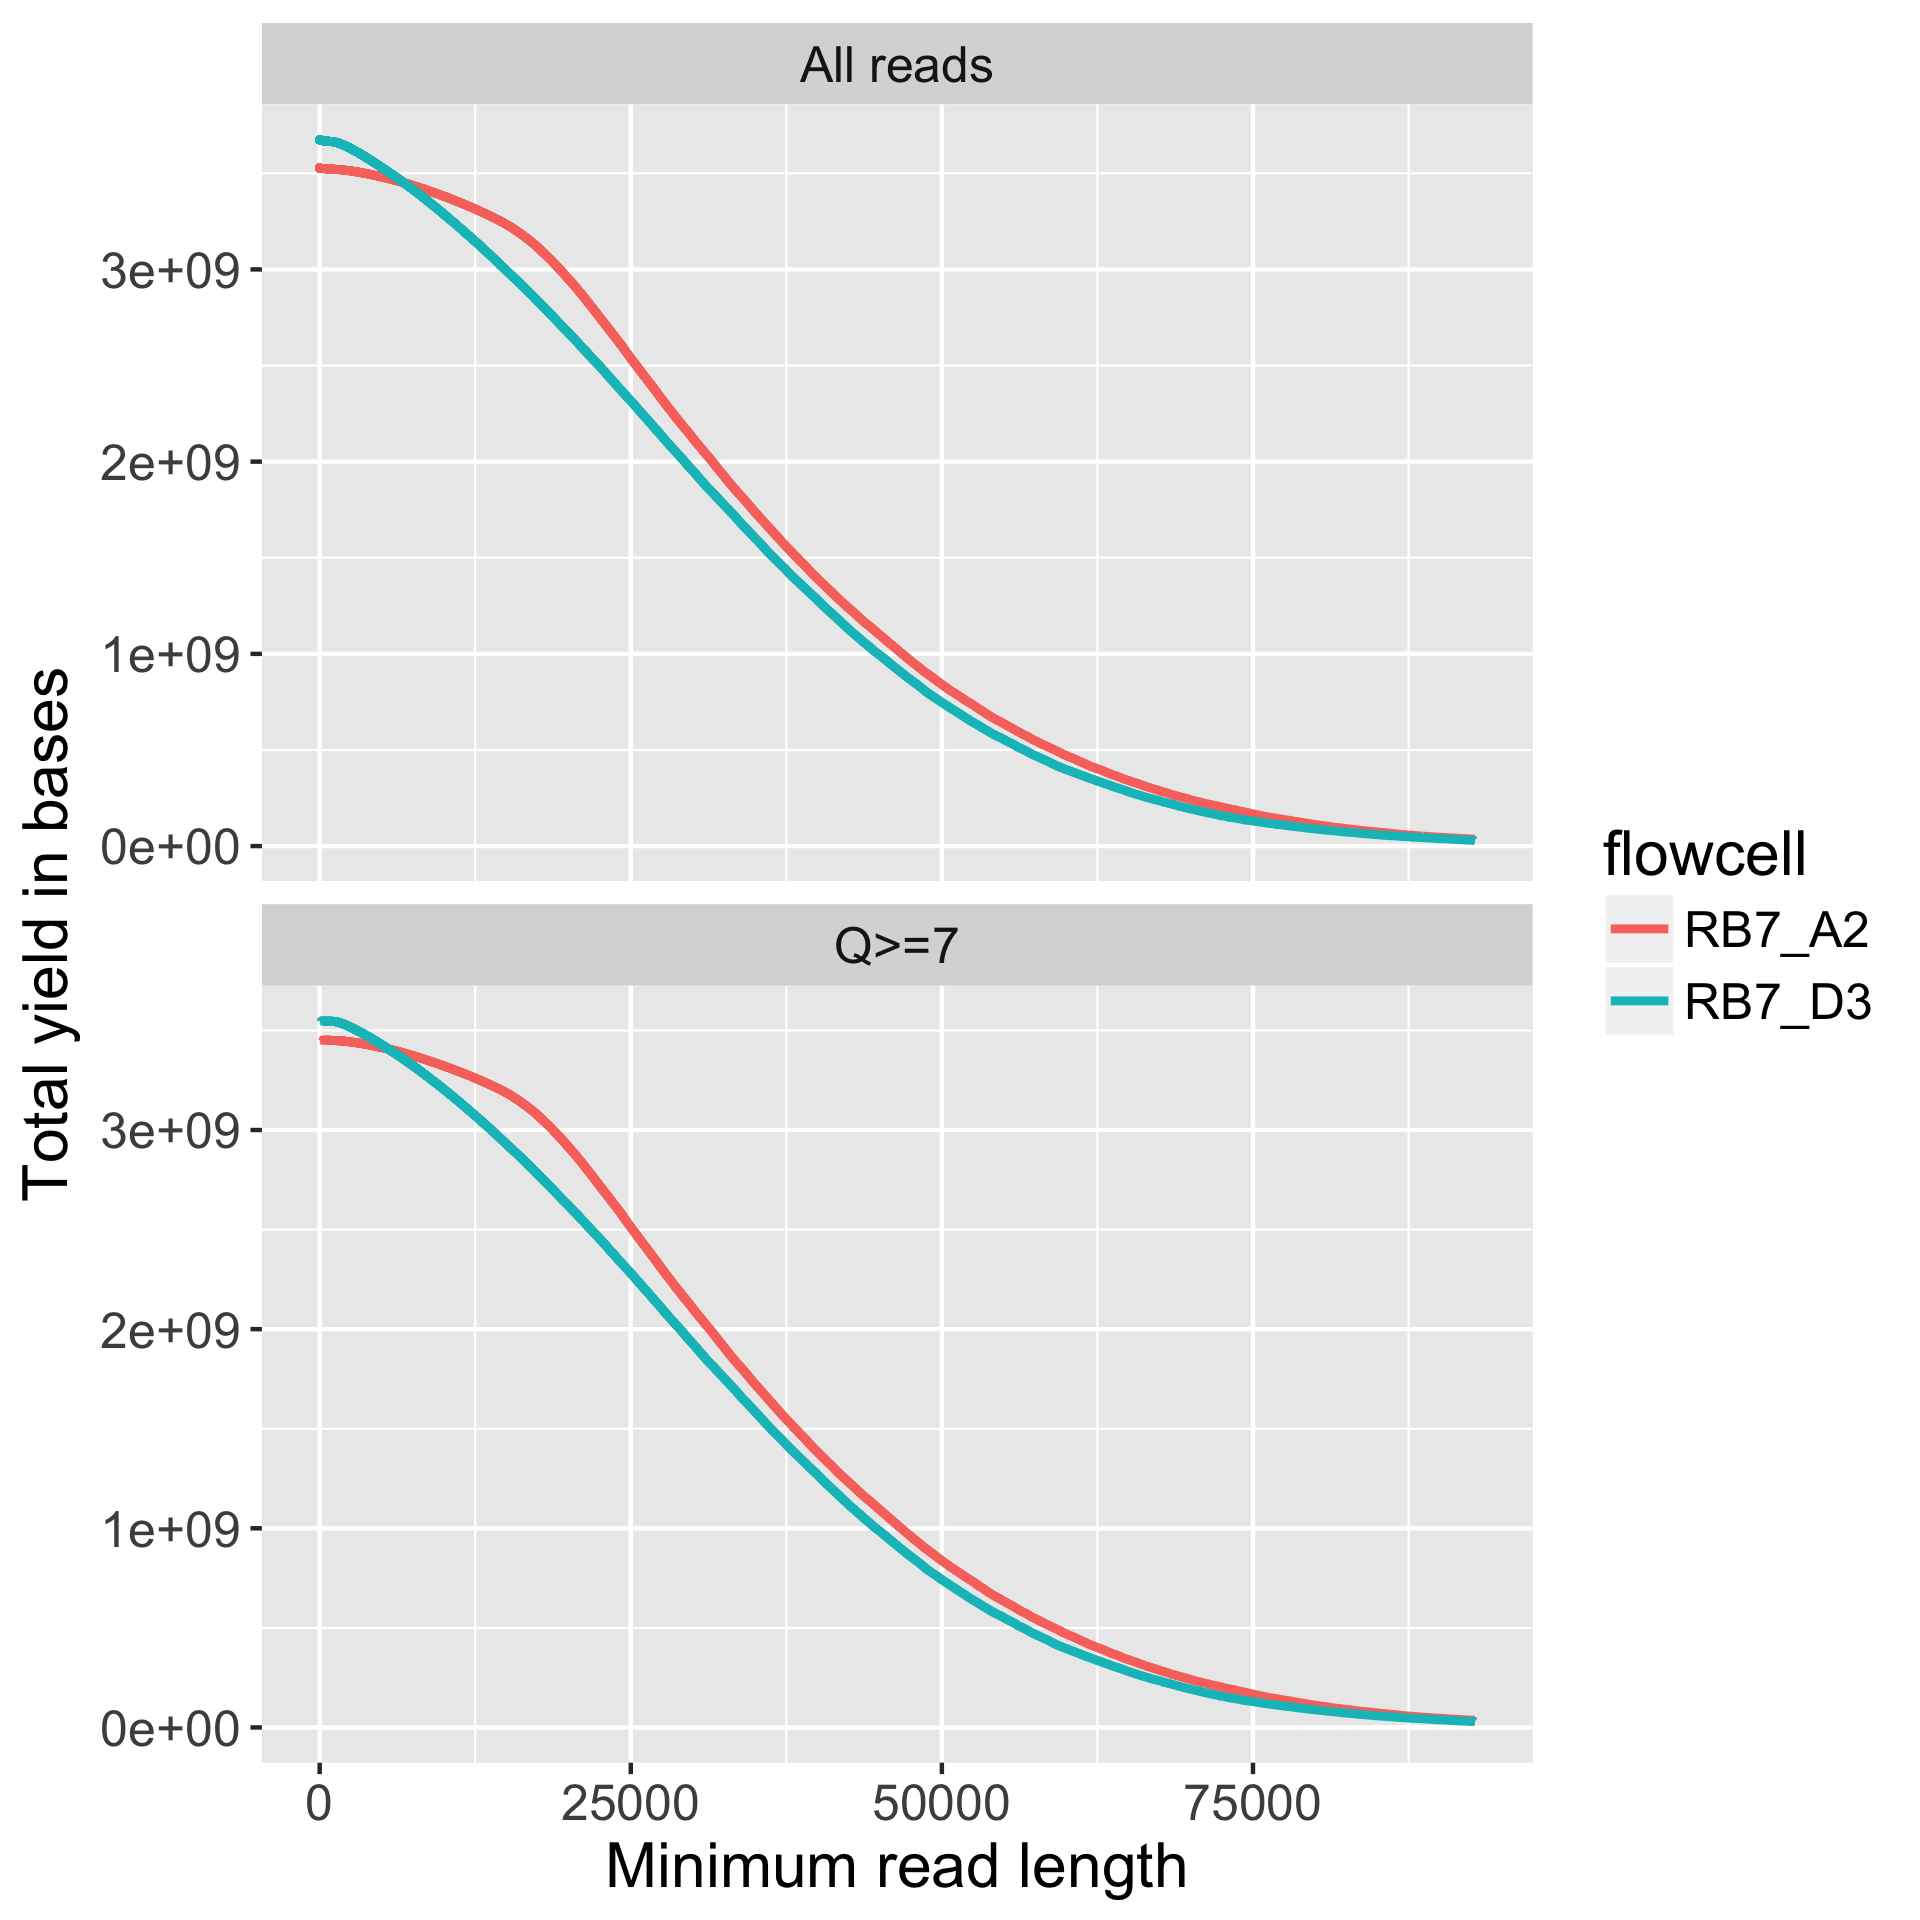 All reads
3e+09
2e+09
1e+09
0e+00
Q>=7
3e+09
2e+09
1e+09
0e+00
0 25000 50000 75000
Minimum read length
Total yield in bases
flowcell
RB7_A2
RB7_D3